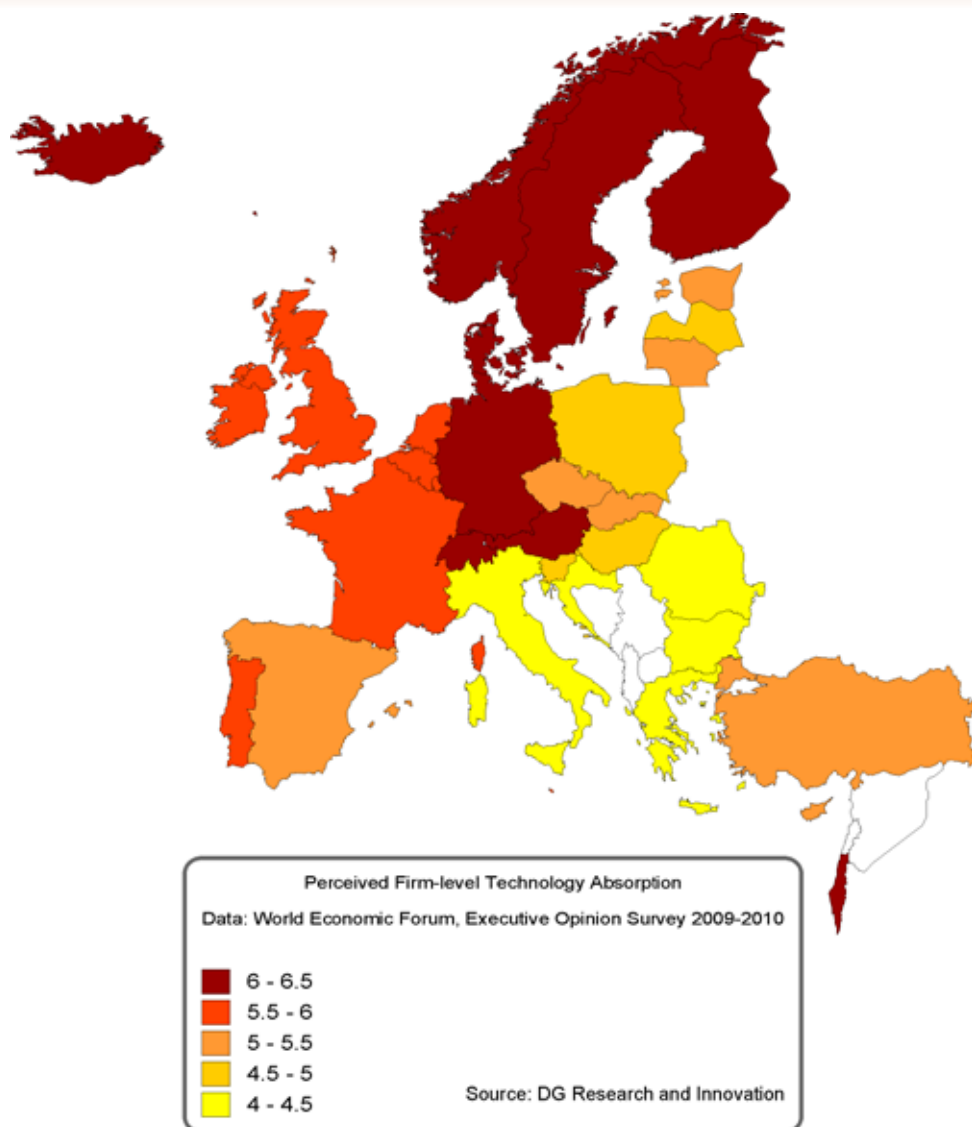 Perceived Firm-level Technology Absorption
Data: World Economic Forum, Executive Opinion Survey 2009-2010
6 - 6.5
5.5 - 6
5 - 5.5
4.5 - 5
4 - 4.5
Source: DG Research and Innovation